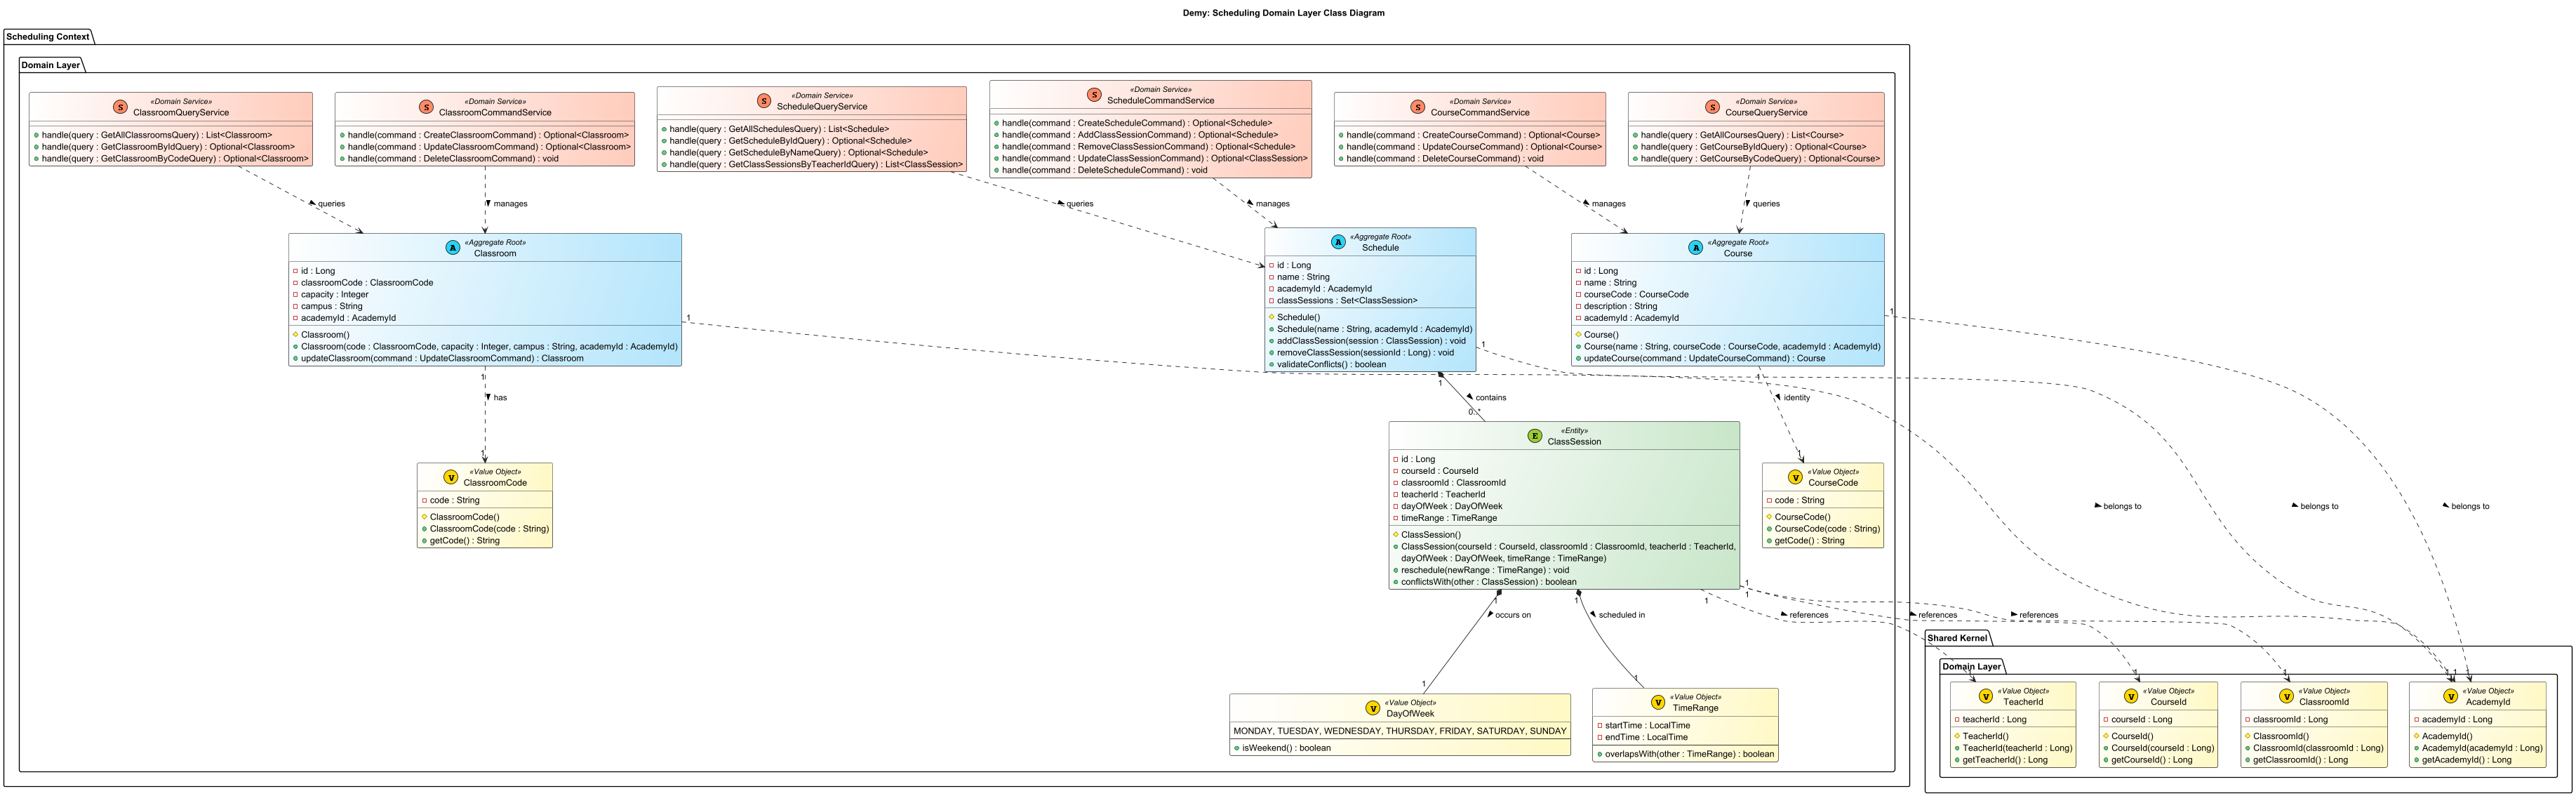 Demy: Scheduling Domain Layer Class Diagram
Scheduling Context
Domain Layer
S
«Domain Service»
ClassroomQueryService
handle(query : GetAllClassroomsQuery) : List<Classroom>
handle(query : GetClassroomByIdQuery) : Optional<Classroom>
handle(query : GetClassroomByCodeQuery) : Optional<Classroom>
S
«Domain Service»
ClassroomCommandService
handle(command : CreateClassroomCommand) : Optional<Classroom>
handle(command : UpdateClassroomCommand) : Optional<Classroom>
handle(command : DeleteClassroomCommand) : void
S
«Domain Service»
ScheduleQueryService
handle(query : GetAllSchedulesQuery) : List<Schedule>
handle(query : GetScheduleByIdQuery) : Optional<Schedule>
handle(query : GetScheduleByNameQuery) : Optional<Schedule>
handle(query : GetClassSessionsByTeacherIdQuery) : List<ClassSession>
S
«Domain Service»
ScheduleCommandService
handle(command : CreateScheduleCommand) : Optional<Schedule>
handle(command : AddClassSessionCommand) : Optional<Schedule>
handle(command : RemoveClassSessionCommand) : Optional<Schedule>
handle(command : UpdateClassSessionCommand) : Optional<ClassSession>
handle(command : DeleteScheduleCommand) : void
S
«Domain Service»
CourseCommandService
handle(command : CreateCourseCommand) : Optional<Course>
handle(command : UpdateCourseCommand) : Optional<Course>
handle(command : DeleteCourseCommand) : void
S
«Domain Service»
CourseQueryService
handle(query : GetAllCoursesQuery) : List<Course>
handle(query : GetCourseByIdQuery) : Optional<Course>
handle(query : GetCourseByCodeQuery) : Optional<Course>
queries
manages
queries
manages
manages
queries
A
«Aggregate Root»
Classroom
id : Long
classroomCode : ClassroomCode
capacity : Integer
campus : String
academyId : AcademyId
Classroom()
Classroom(code : ClassroomCode, capacity : Integer, campus : String, academyId : AcademyId)
updateClassroom(command : UpdateClassroomCommand) : Classroom
A
«Aggregate Root»
Schedule
id : Long
name : String
academyId : AcademyId
classSessions : Set<ClassSession>
Schedule()
Schedule(name : String, academyId : AcademyId)
addClassSession(session : ClassSession) : void
removeClassSession(sessionId : Long) : void
validateConflicts() : boolean
A
«Aggregate Root»
Course
id : Long
name : String
courseCode : CourseCode
description : String
academyId : AcademyId
Course()
Course(name : String, courseCode : CourseCode, academyId : AcademyId)
updateCourse(command : UpdateCourseCommand) : Course
1
1
1
1
has
1
1
contains
0..*
1
identity
1
V
«Value Object»
ClassroomCode
code : String
ClassroomCode()
ClassroomCode(code : String)
getCode() : String
E
«Entity»
ClassSession
id : Long
courseId : CourseId
classroomId : ClassroomId
teacherId : TeacherId
dayOfWeek : DayOfWeek
timeRange : TimeRange
ClassSession()
ClassSession(courseId : CourseId, classroomId : ClassroomId, teacherId : TeacherId,
dayOfWeek : DayOfWeek, timeRange : TimeRange)
reschedule(newRange : TimeRange) : void
conflictsWith(other : ClassSession) : boolean
V
«Value Object»
CourseCode
code : String
CourseCode()
CourseCode(code : String)
getCode() : String
belongs to
belongs to
belongs to
1
occurs on
1
1
scheduled in
1
1
references
1
references
1
references
V
«Value Object»
DayOfWeek
MONDAY, TUESDAY, WEDNESDAY, THURSDAY, FRIDAY, SATURDAY, SUNDAY
isWeekend() : boolean
V
«Value Object»
TimeRange
startTime : LocalTime
endTime : LocalTime
overlapsWith(other : TimeRange) : boolean
Shared Kernel
Domain Layer
1
1
1
1
1
1
V
«Value Object»
TeacherId
teacherId : Long
TeacherId()
TeacherId(teacherId : Long)
getTeacherId() : Long
V
«Value Object»
CourseId
courseId : Long
CourseId()
CourseId(courseId : Long)
getCourseId() : Long
V
«Value Object»
ClassroomId
classroomId : Long
ClassroomId()
ClassroomId(classroomId : Long)
getClassroomId() : Long
V
«Value Object»
AcademyId
academyId : Long
AcademyId()
AcademyId(academyId : Long)
getAcademyId() : Long